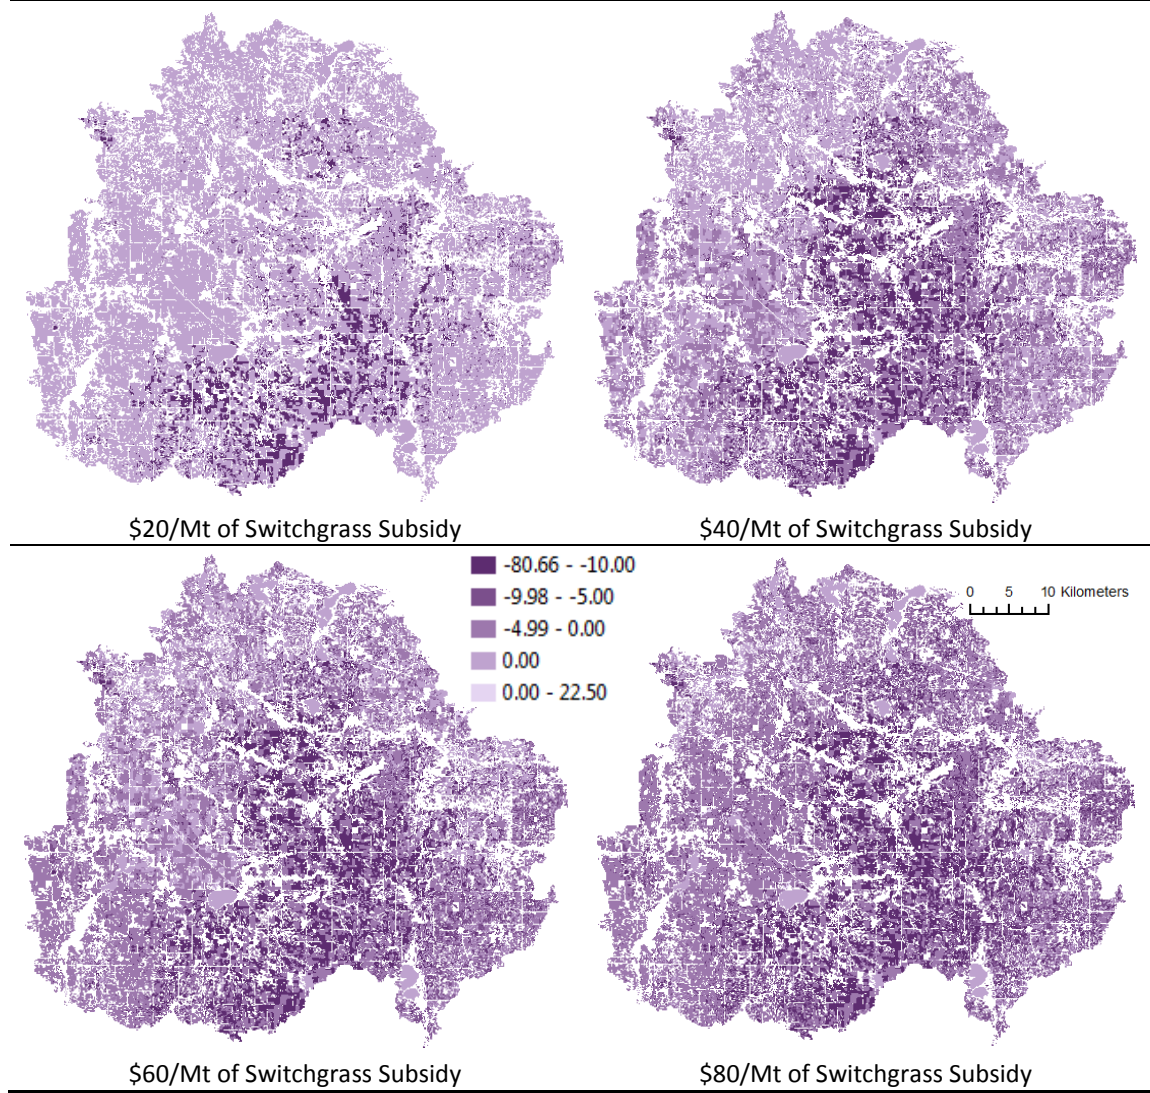 $20/Mt of Switchgrass Subsidy
$40/Mt of Switchgrass Subsidy
-80.66 - -10.00
-9.98 - -5.00
-4.99 - 0.00
0.00
0.00 - 22.50
0 5 10 Kilometers
$60/Mt of Switchgrass Subsidy
$80/Mt of Switchgrass Subsidy